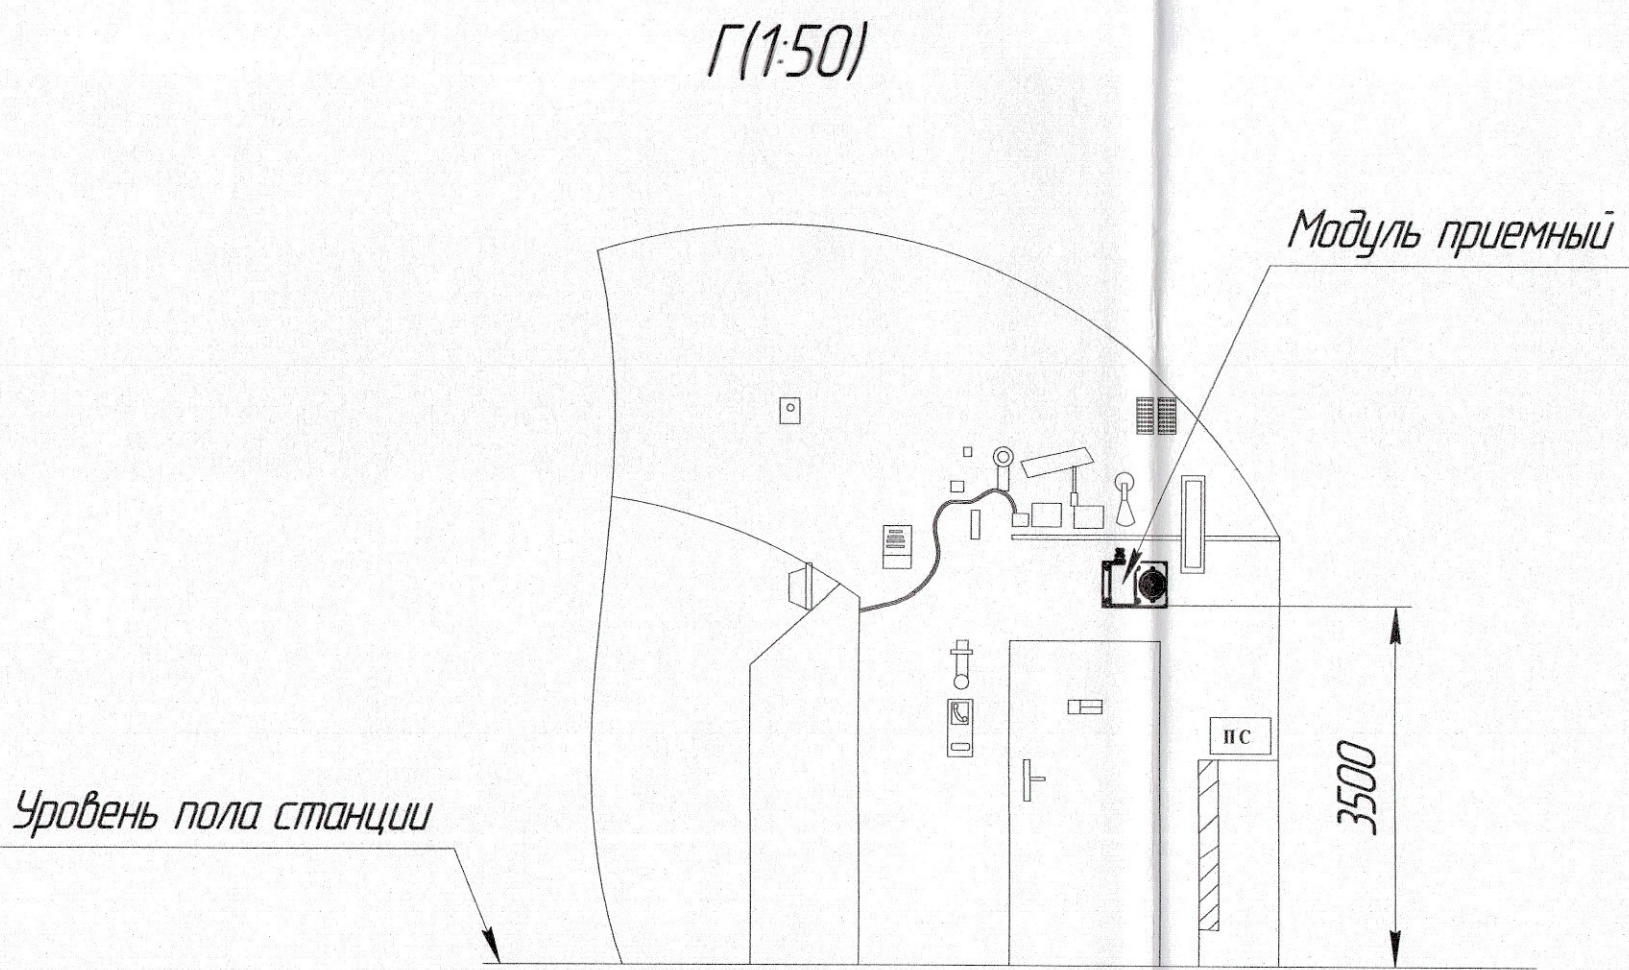 Г(1:50)
Модуль приемный
ПС
3500
Уровень пола станции